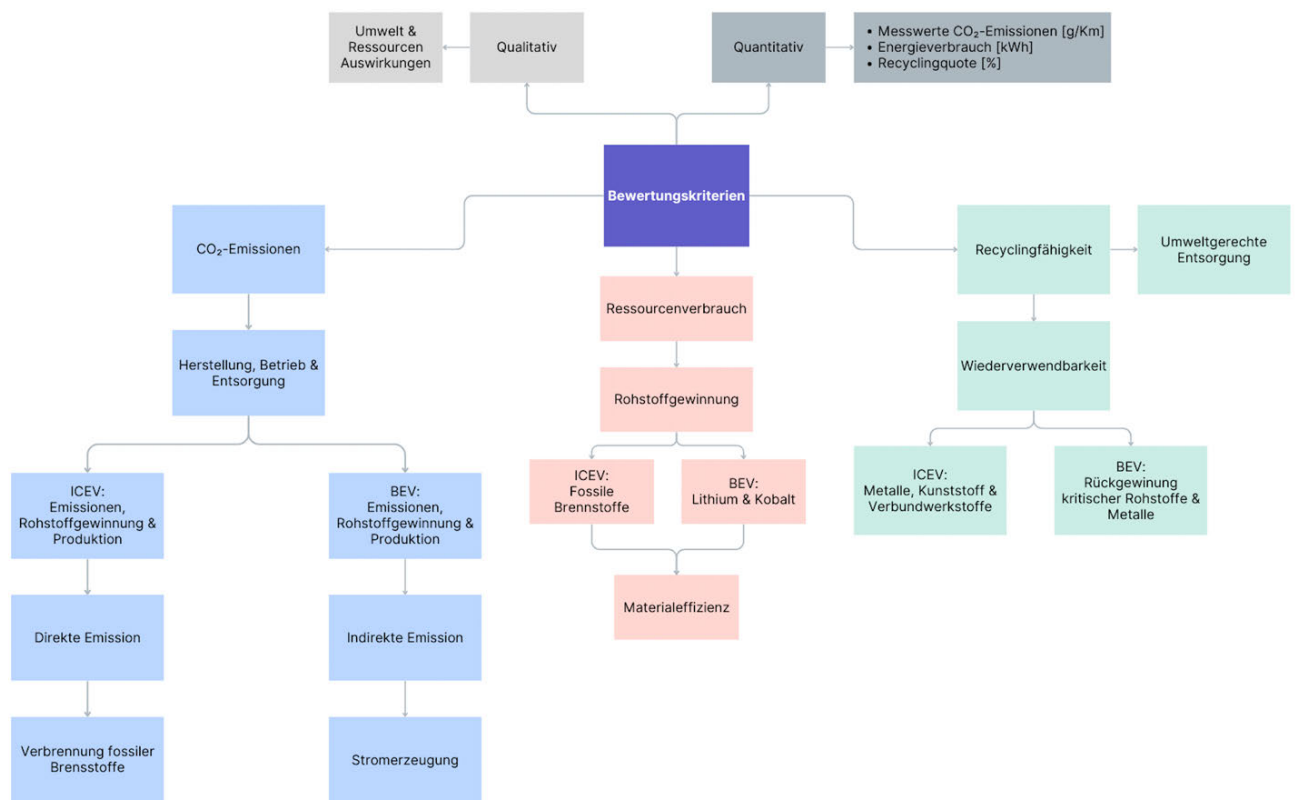 Umwelt &
Ressourcen
Auswirkungen
Qualitativ
Quantitativ
• Messwerte CO₂-Emissionen [g/Km]
• Energieverbrauch [kWh]
• Recyclingquote [%]
Bewertungskriterien
CO₂-Emissionen
Herstellung, Betrieb &
Entsorgung
ICEV:
Emissionen,
Rohstoffgewinnung &
Produktion
BEV:
Emissionen,
Rohstoffgewinnung &
Produktion
Direkte Emission
Indirekte Emission
Verbrennung fossiler
Brensstoffe
Stromerzeugung
Ressourcenverbrauch
Rohstoffgewinnung
ICEV:
Fossile
Brennstoffe
BEV:
Lithium & Kobalt
Materialeffizienz
Recyclingfähigkeit
Umweltgerechte
Entsorgung
Wiederverwendbarkeit
ICEV:
Metalle, Kunststoff &
Verbundwerkstoffe
BEV:
Rückgewinung
kritischer Rohstoffe &
Metalle